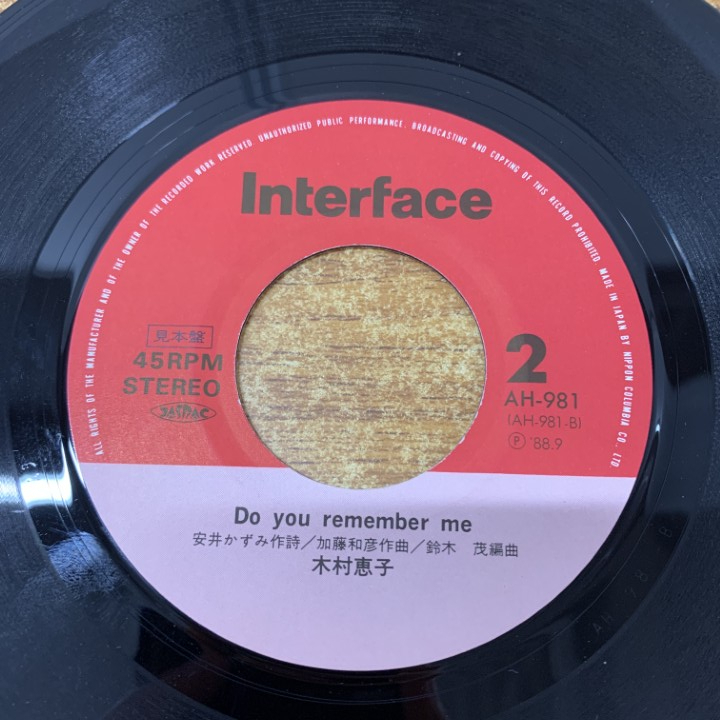 ALL RIGHTS OF THE MANUFACTURER AND OF THE OWNER OF THE RECORDED WORK RESERVED UNAUTHORIZED PUBLIC PERFORMANCE. BROADCASTING AND COPYING OF THIS RECORD PROHIBITED. MADE IN JAPAN BY NIPPON COLUMBIA CO., LTD
Interface
見本盤
45RPM
STEREO
JASRAC
2
AH-981
(AH-981-B)
Ⓟ '88.9
Do you remember me
安井かずみ作詩／加藤和彦作曲／鈴木 茂編曲
木村恵子